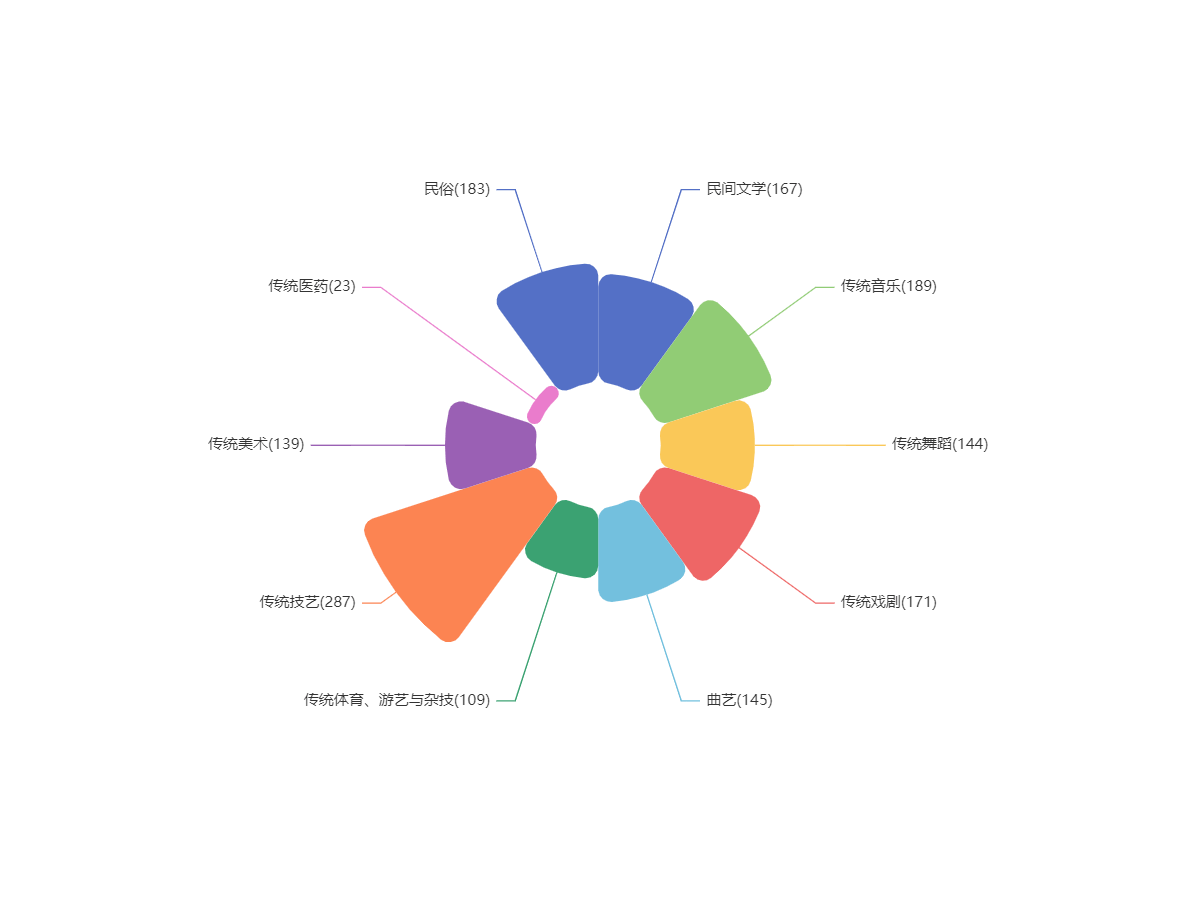 民俗(183)
民间文学(167)
传统医药(23)
传统音乐(189)
传统美术(139)
传统舞蹈(144)
传统技艺(287)
传统戏剧(171)
传统体育、游艺与杂技(109)
曲艺(145)